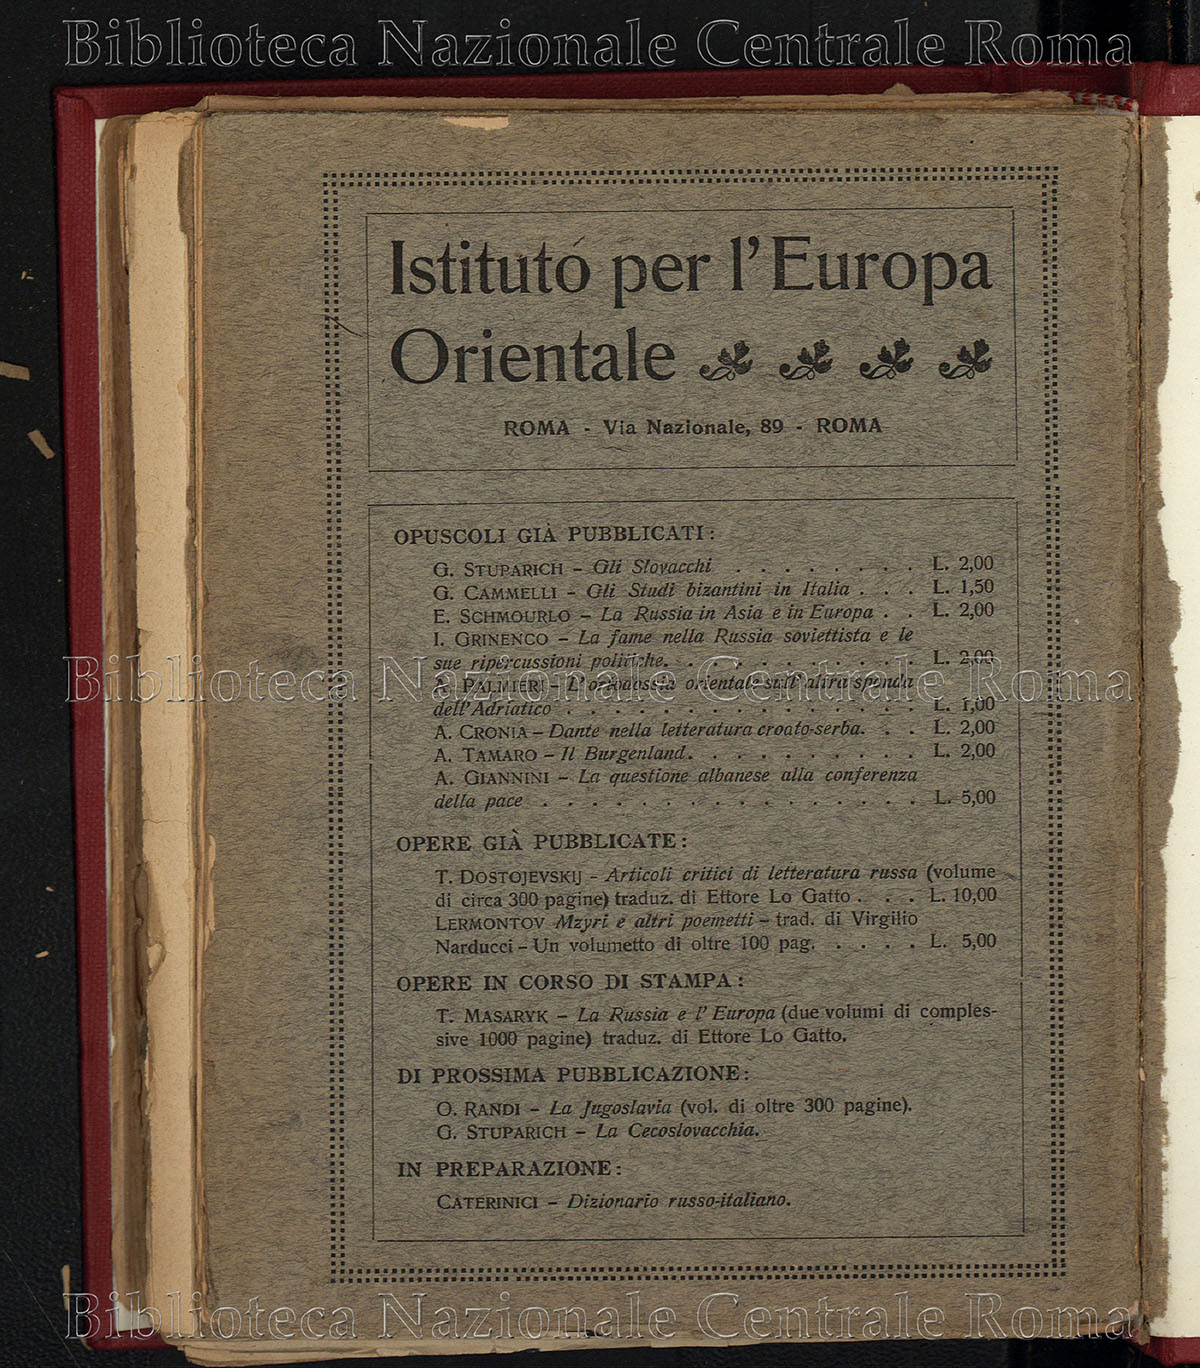 Biblioteca Nazionale Centrale Roma
Istituto per l'Europa
Orientale
ROMA - Via Nazionale, 89 - ROMA
OPUSCOLI GIÀ PUBBLICATI:
G. STUPARICH – Gli Slovacchi . . . . . . . . L. 2,00
G. CAMMELLI – Gli Studi bizantini in Italia . . . L. 1,50
E. SCHMOURLO – La Russia in Asia e in Europa . . L. 2,00
I. GRINENCO – La fame nella Russia soviettista e le
sue ripercussioni politiche. . . . . . . . . . . L. 2,00
Biblioteca Nazionale Centrale Roma
A. PALMIERI – L'ortodossia orientale sull'altra sponda
dell'Adriatico . . . . . . . . . . . . . . . L. 1,00
A. CRONIA – Dante nella letteratura croato-serba. . . L. 2,00
A. TAMARO – Il Burgenland. . . . . . . . . . L. 2,00
A. GIANNINI – La questione albanese alla conferenza
della pace . . . . . . . . . . . . . . . . L. 5,00
OPERE GIÀ PUBBLICATE:
T. DOSTOJEVSKIJ – Articoli critici di letteratura russa (volume
di circa 300 pagine) traduz. di Ettore Lo Gatto . . . L. 10,00
LERMONTOV Mzyri e altri poemetti – trad. di Virgilio
Narducci – Un volumetto di oltre 100 pag. . . . . . L. 5,00
OPERE IN CORSO DI STAMPA:
T. MASARYK – La Russia e l'Europa (due volumi di comples-
sive 1000 pagine) traduz. di Ettore Lo Gatto.
DI PROSSIMA PUBBLICAZIONE:
O. RANDI – La Jugoslavia (vol. di oltre 300 pagine).
G. STUPARICH – La Cecoslovacchia.
IN PREPARAZIONE:
CATERINICI – Dizionario russo-italiano.
Biblioteca Nazionale Centrale Roma